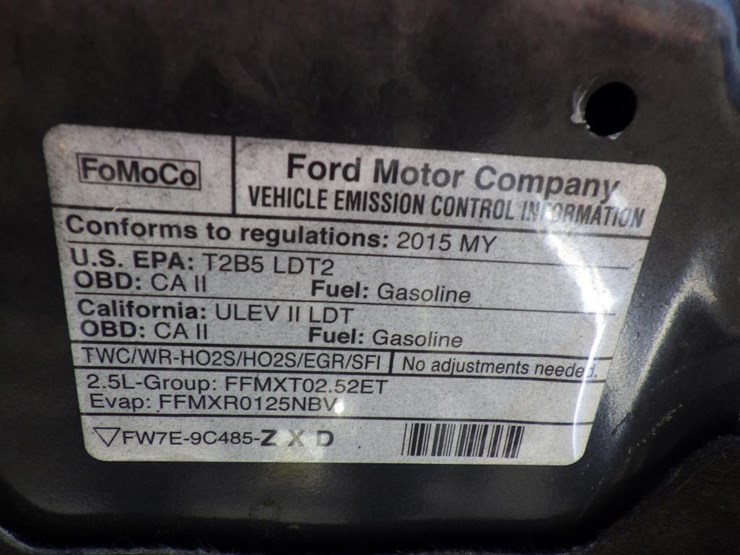 FoMoCo
Ford Motor Company
VEHICLE EMISSION CONTROL INFORMATION
Conforms to regulations: 2015 MY
U.S. EPA: T2B5 LDT2
OBD: CA II Fuel: Gasoline
California: ULEV II LDT
OBD: CA II Fuel: Gasoline
TWC/WR-HO2S/HO2S/EGR/SFI No adjustments needed.
2.5L-Group: FFMXT02.52ET
Evap: FFMXR0125NBV
▽FW7E-9C485-Z X D